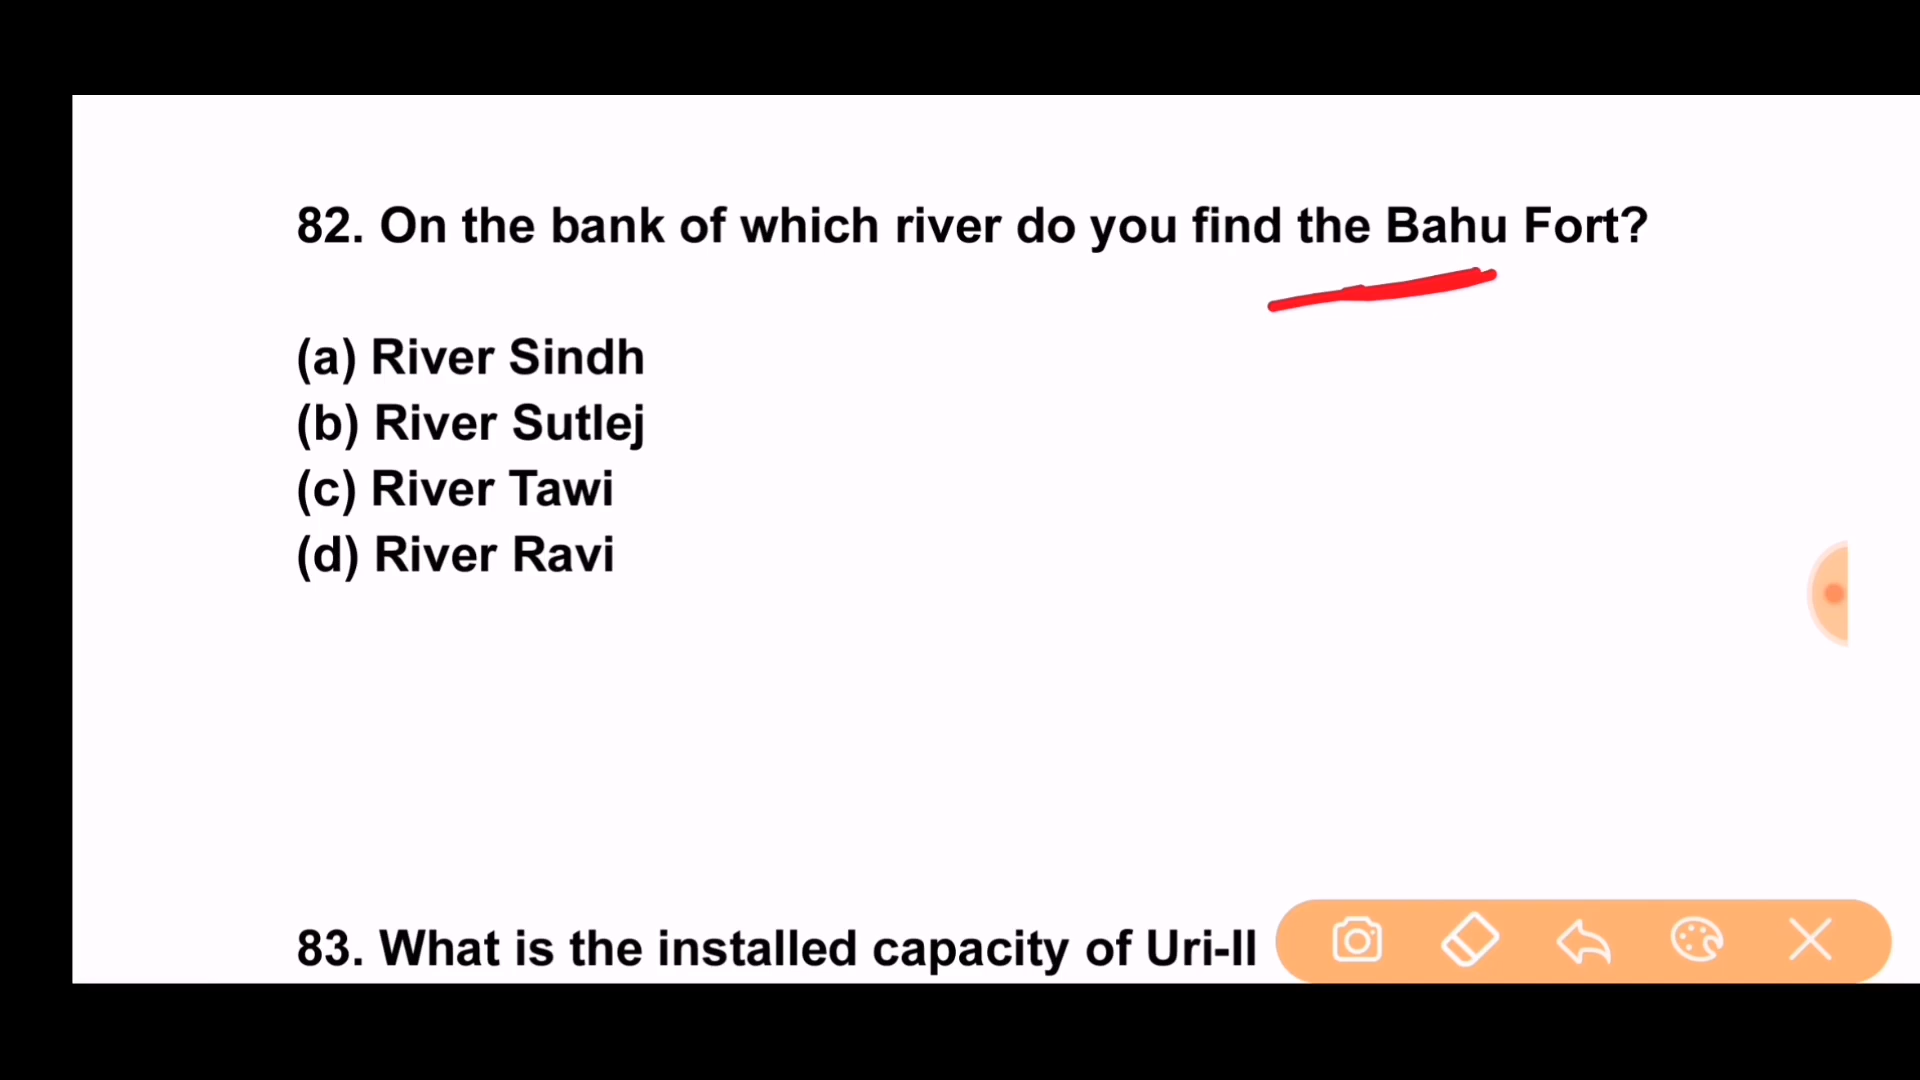 82. On the bank of which river do you find the Bahu Fort?
(a) River Sindh
(b) River Sutlej
(c) River Tawi
(d) River Ravi
83. What is the installed capacity of Uri-II